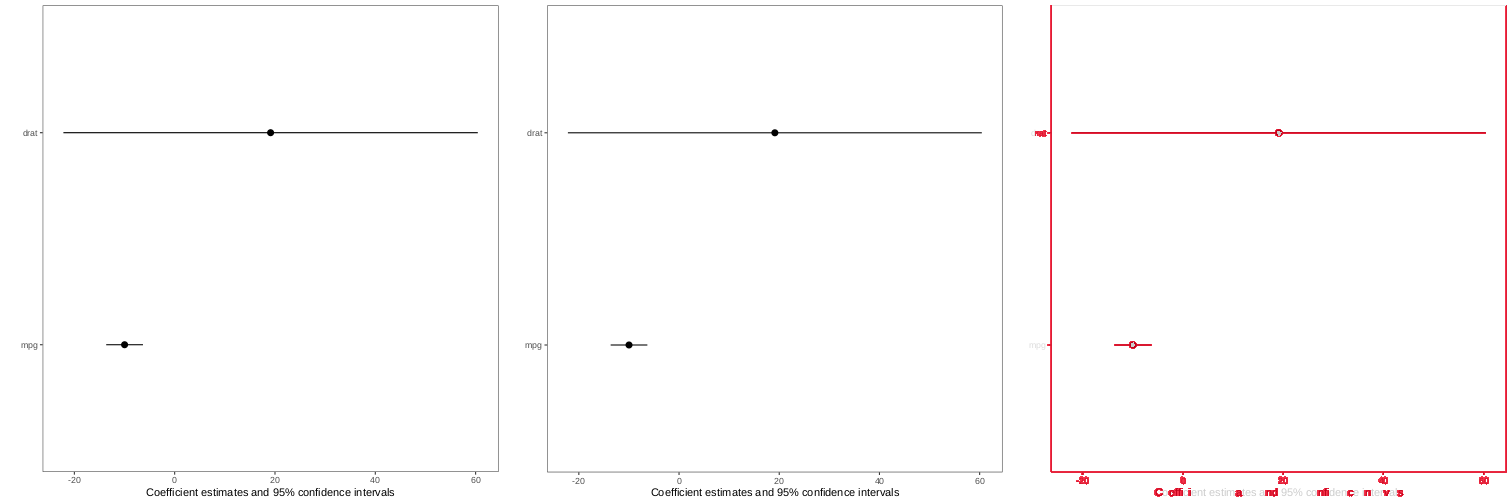 drat
mpg
-20 0 20 40 60
Coefficient estimates and 95% confidence intervals
drat
mpg
-20 0 20 40 60
Coefficient estimates and 95% confidence intervals
mpg
-20 0 20 40 60